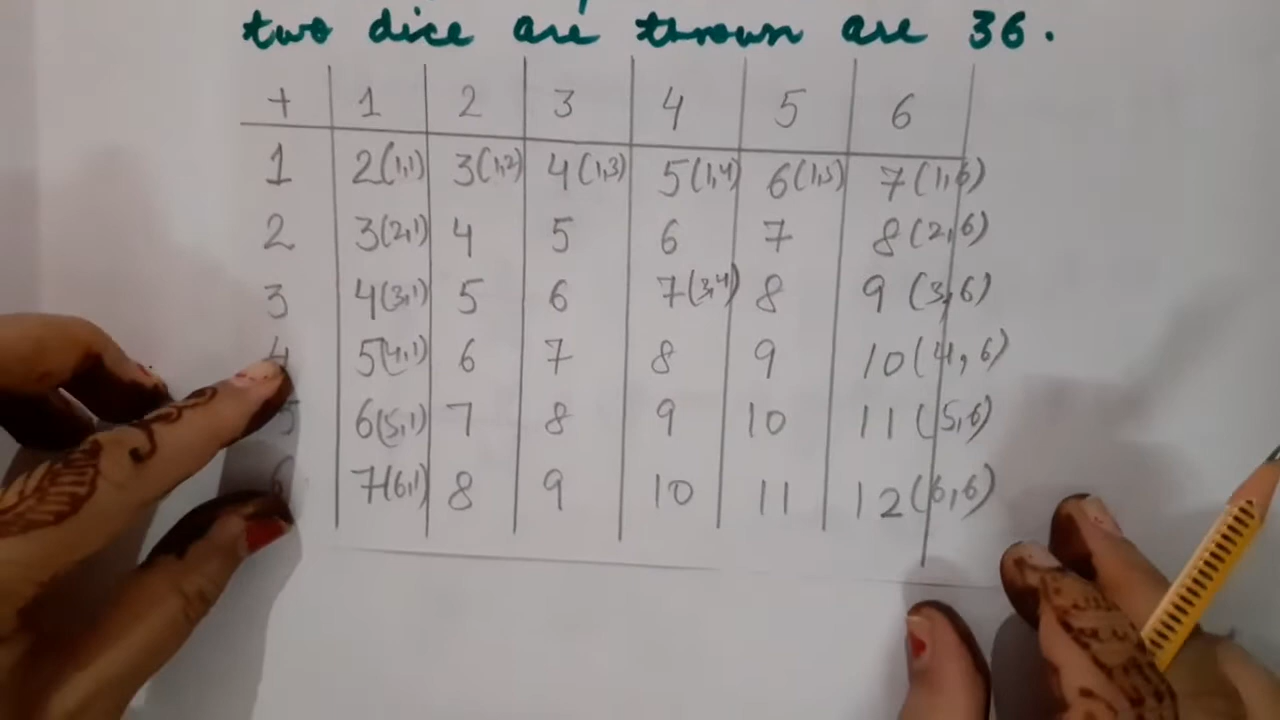 two dice are thrown are 36.
+ 1 2 3 4 5 6
1 2(1,1) 3(1,2) 4(1,3) 5(1,4) 6(1,5) 7(1,6)
2 3(2,1) 4 5 6 7 8(2,6)
3 4(3,1) 5 6 7(3,4) 8 9(3,6)
4 5(4,1) 6 7 8 9 10(4,6)
5 6(5,1) 7 8 9 10 11(5,6)
6 7(6,1) 8 9 10 11 12(6,6)